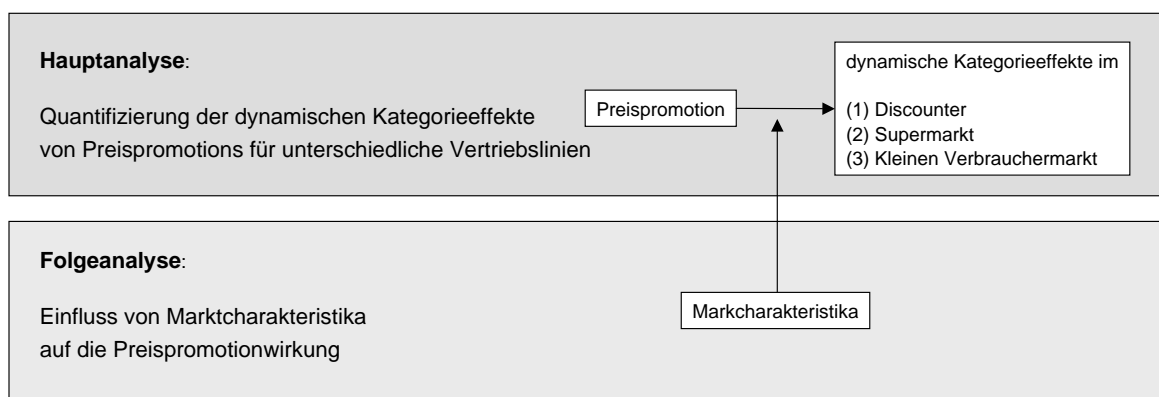 Hauptanalyse:
Quantifizierung der dynamischen Kategorieeffekte
von Preispromotions für unterschiedliche Vertriebslinien
Preispromotion
dynamische Kategorieeffekte im
(1) Discounter
(2) Supermarkt
(3) Kleinen Verbrauchermarkt
Folgeanalyse:
Einfluss von Marktcharakteristika
auf die Preispromotionwirkung
Markcharakteristika